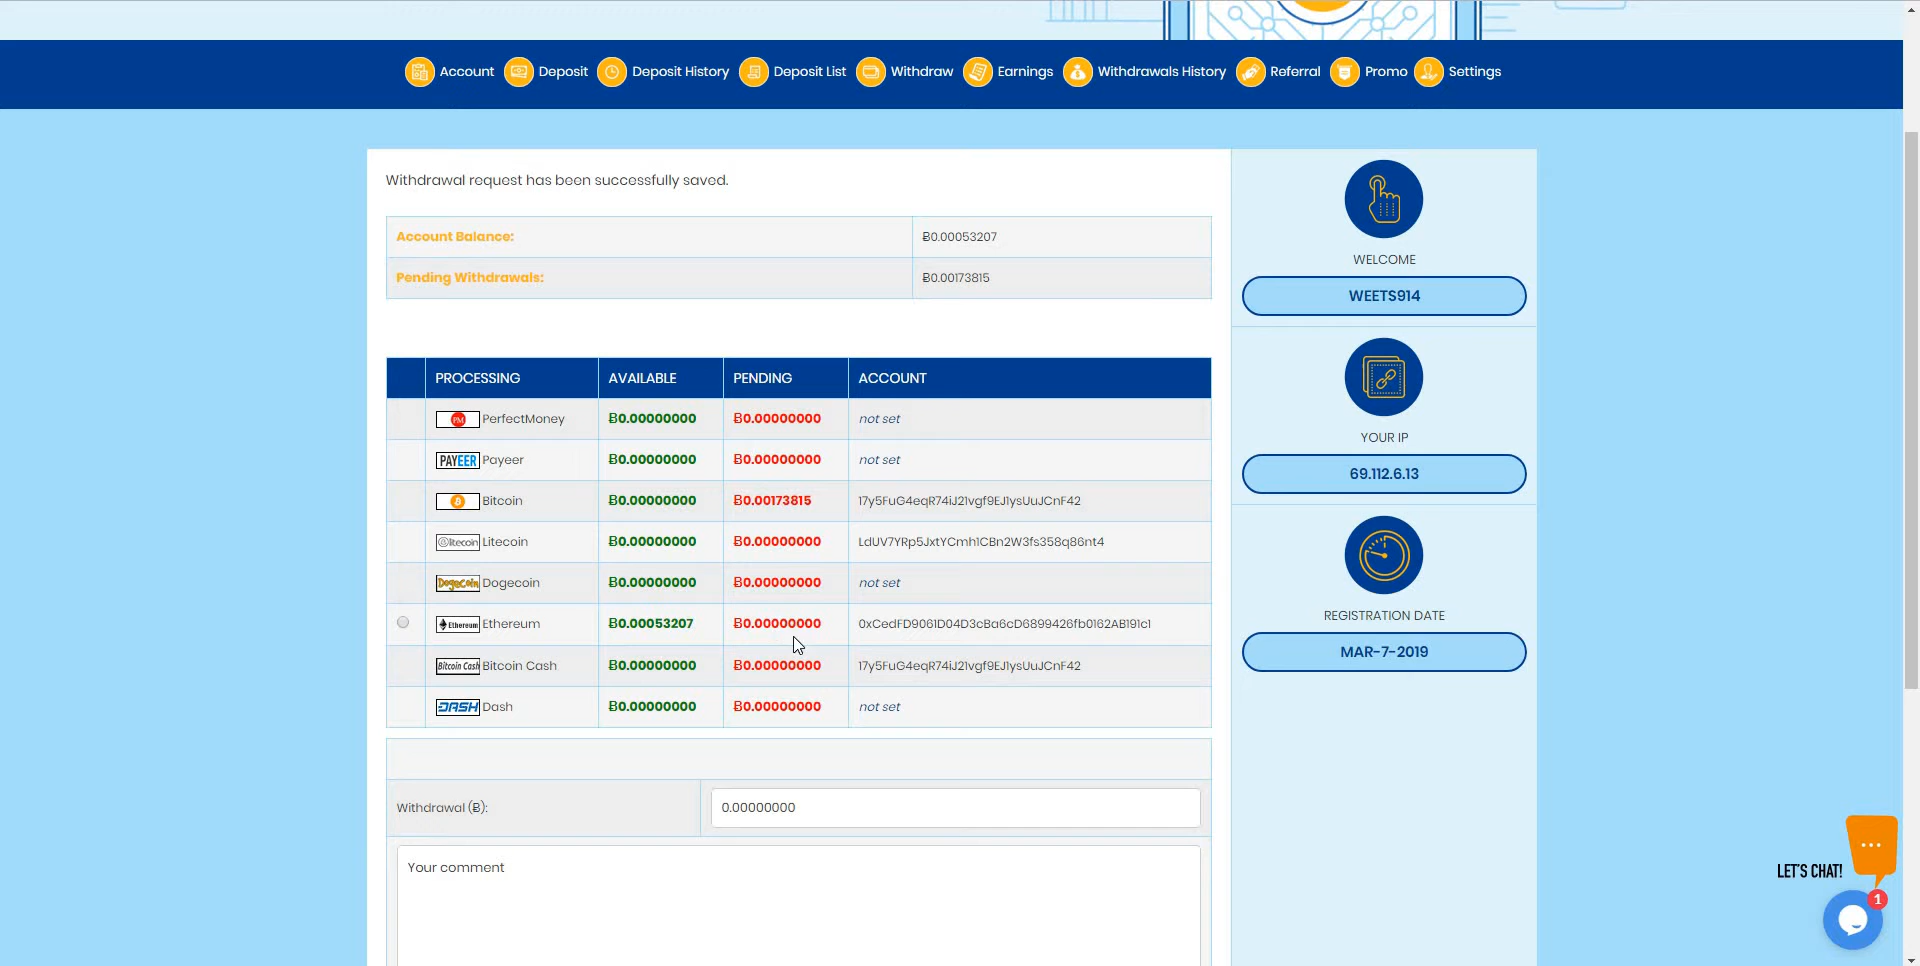 Account Deposit Deposit History Deposit List Withdraw Earnings Withdrawals History Referral Promo Settings
Withdrawal request has been successfully saved.
Account Balance: Ƀ0.00053207
Pending Withdrawals: Ƀ0.00173815
PROCESSING AVAILABLE PENDING ACCOUNT
PM PerfectMoney Ƀ0.00000000 Ƀ0.00000000 not set
PAYEER Payeer Ƀ0.00000000 Ƀ0.00000000 not set
Bitcoin Ƀ0.00000000 Ƀ0.00173815 17y5FuG4eqR74iJ21vgf9EJ1ysUuJCnF42
litecoin Litecoin Ƀ0.00000000 Ƀ0.00000000 LdUV7YRp5JxtYCmh1CBn2W3fs358q86nt4
Dogecoin Dogecoin Ƀ0.00000000 Ƀ0.00000000 not set
Ethereum Ethereum Ƀ0.00053207 Ƀ0.00000000 0xCedFD9061D04D3cBa6cD6899426fb0162AB191c1
Bitcoin Cash Bitcoin Cash Ƀ0.00000000 Ƀ0.00000000 17y5FuG4eqR74iJ21vgf9EJ1ysUuJCnF42
DASH Dash Ƀ0.00000000 Ƀ0.00000000 not set
Withdrawal (Ƀ): 0.00000000
Your comment
WELCOME
WEETS914
YOUR IP
69.112.6.13
REGISTRATION DATE
MAR-7-2019
LET'S CHAT!
1